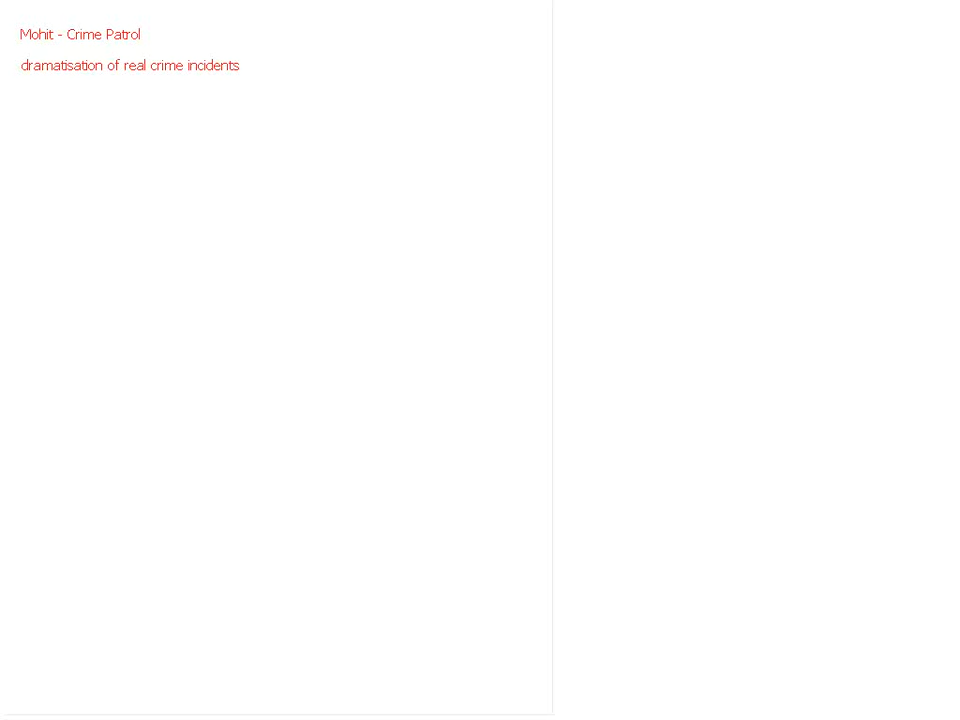 Mohit - Crime Patrol
dramatisation of real crime incidents